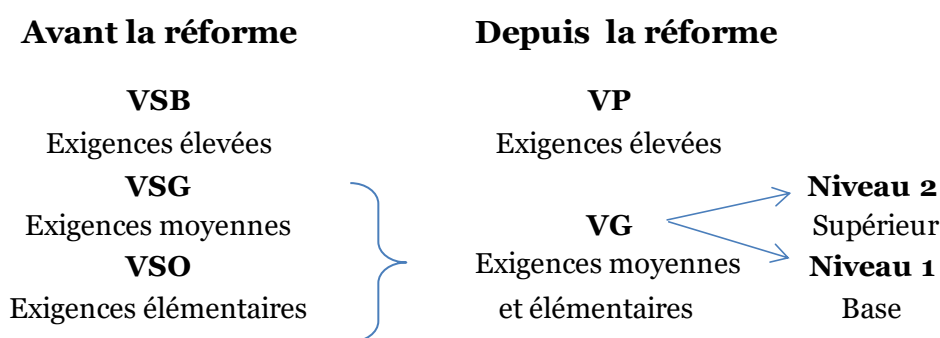 Avant la réforme
Depuis la réforme
VSB
VP
Exigences élevées
Exigences élevées
VSG
Niveau 2
Exigences moyennes
VG
Supérieur
VSO
Exigences moyennes
Niveau 1
Exigences élémentaires
et élémentaires
Base